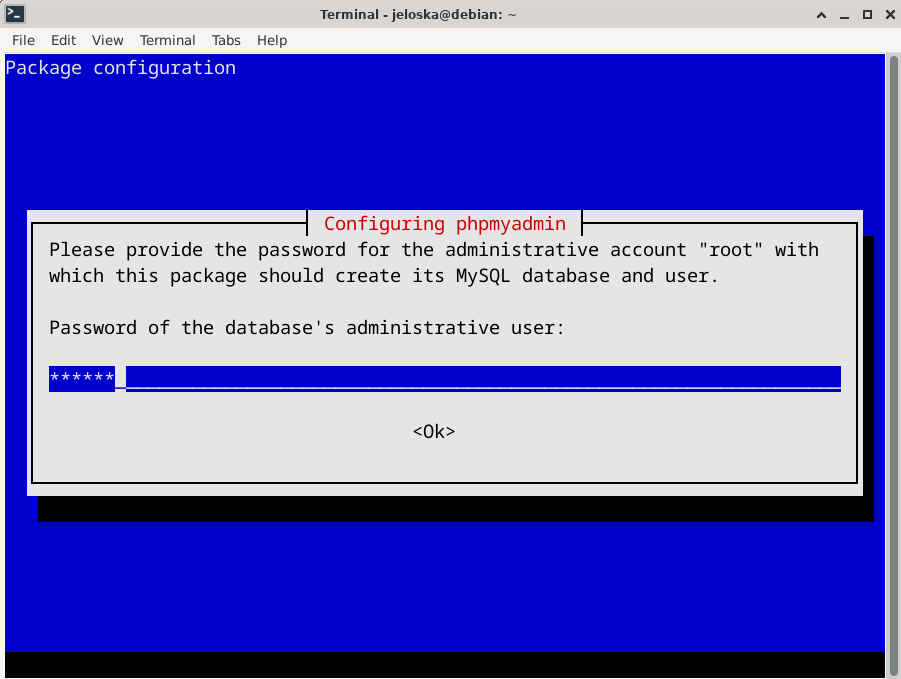 Terminal - jeloska@debian: ~
File Edit View Terminal Tabs Help
Package configuration
Configuring phpmyadmin
Please provide the password for the administrative account "root" with
which this package should create its MySQL database and user.
Password of the database's administrative user:
******
<Ok>